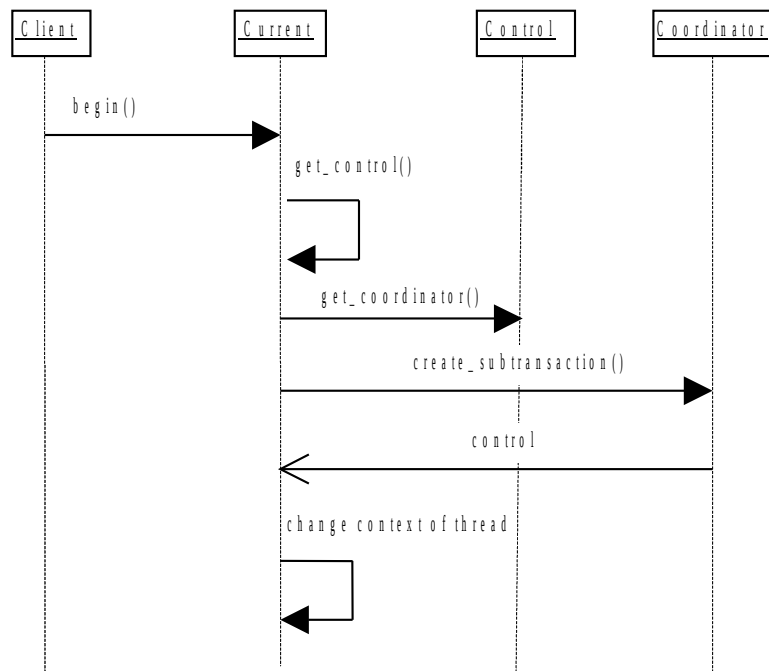 Client
Current
Control
Coordinator
begin()
get_control()
get_coordinator()
create_subtransaction()
control
change context of thread